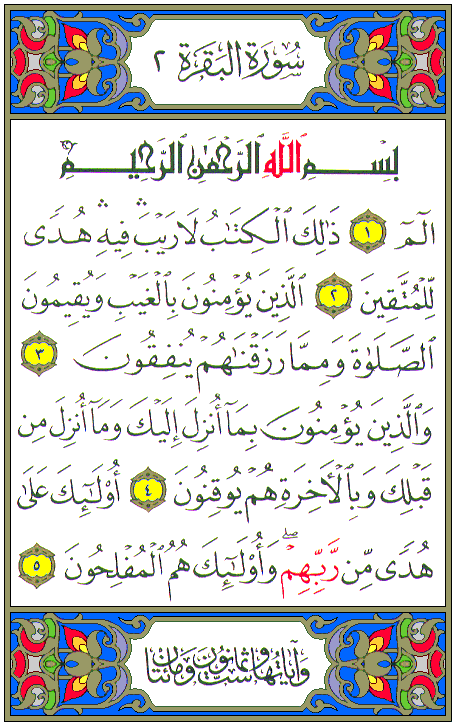 سُورَةُ البَقَرَةِ ٢
بِسْمِ ٱللَّهِ ٱلرَّحْمَٰنِ ٱلرَّحِيمِ
الٓمٓ ١ ذَٰلِكَ ٱلْكِتَٰبُ لَا رَيْبَ ۛ فِيهِ ۛ هُدًى
لِّلْمُتَّقِينَ ٢ ٱلَّذِينَ يُؤْمِنُونَ بِٱلْغَيْبِ وَيُقِيمُونَ
ٱلصَّلَوٰةَ وَمِمَّا رَزَقْنَٰهُمْ يُنفِقُونَ ٣
وَٱلَّذِينَ يُؤْمِنُونَ بِمَآ أُنزِلَ إِلَيْكَ وَمَآ أُنزِلَ مِن
قَبْلِكَ وَبِٱلْأَخِرَةِ هُمْ يُوقِنُونَ ٤ أُو۟لَٰٓئِكَ عَلَىٰ
هُدًى مِّن رَّبِّهِمْ ۖ وَأُو۟لَٰٓئِكَ هُمُ ٱلْمُفْلِحُونَ ٥
وَآيَاتُهَا سِتٌّ وَثَمَانُونَ وَمِائَتَانِ